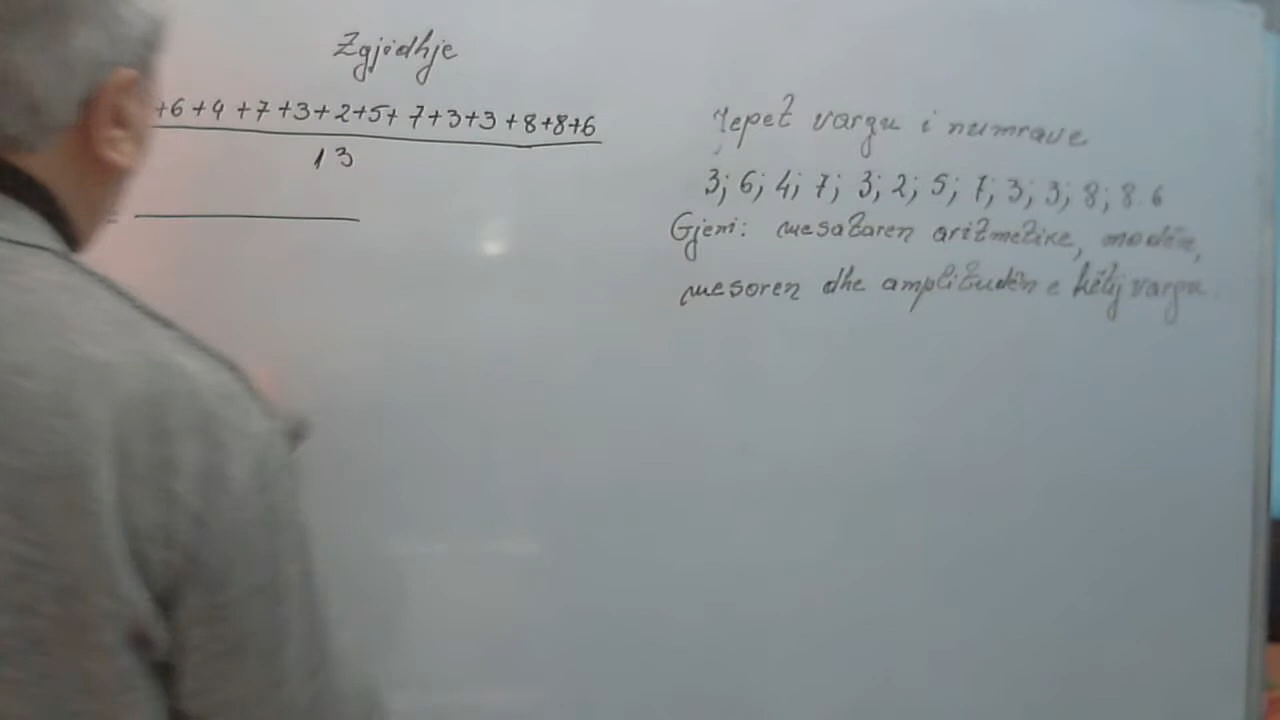 Zgjedhje
+6+4+7+3+2+5+7+3+3+8+8+6
13
=
Jepet vargu i numrave
3; 6; 4; 7; 3; 2; 5; 7; 3; 3; 8; 8. 6
Gjeni: mesataren aritmetike, modën,
mesoren dhe amplitudën e këtij vargu.